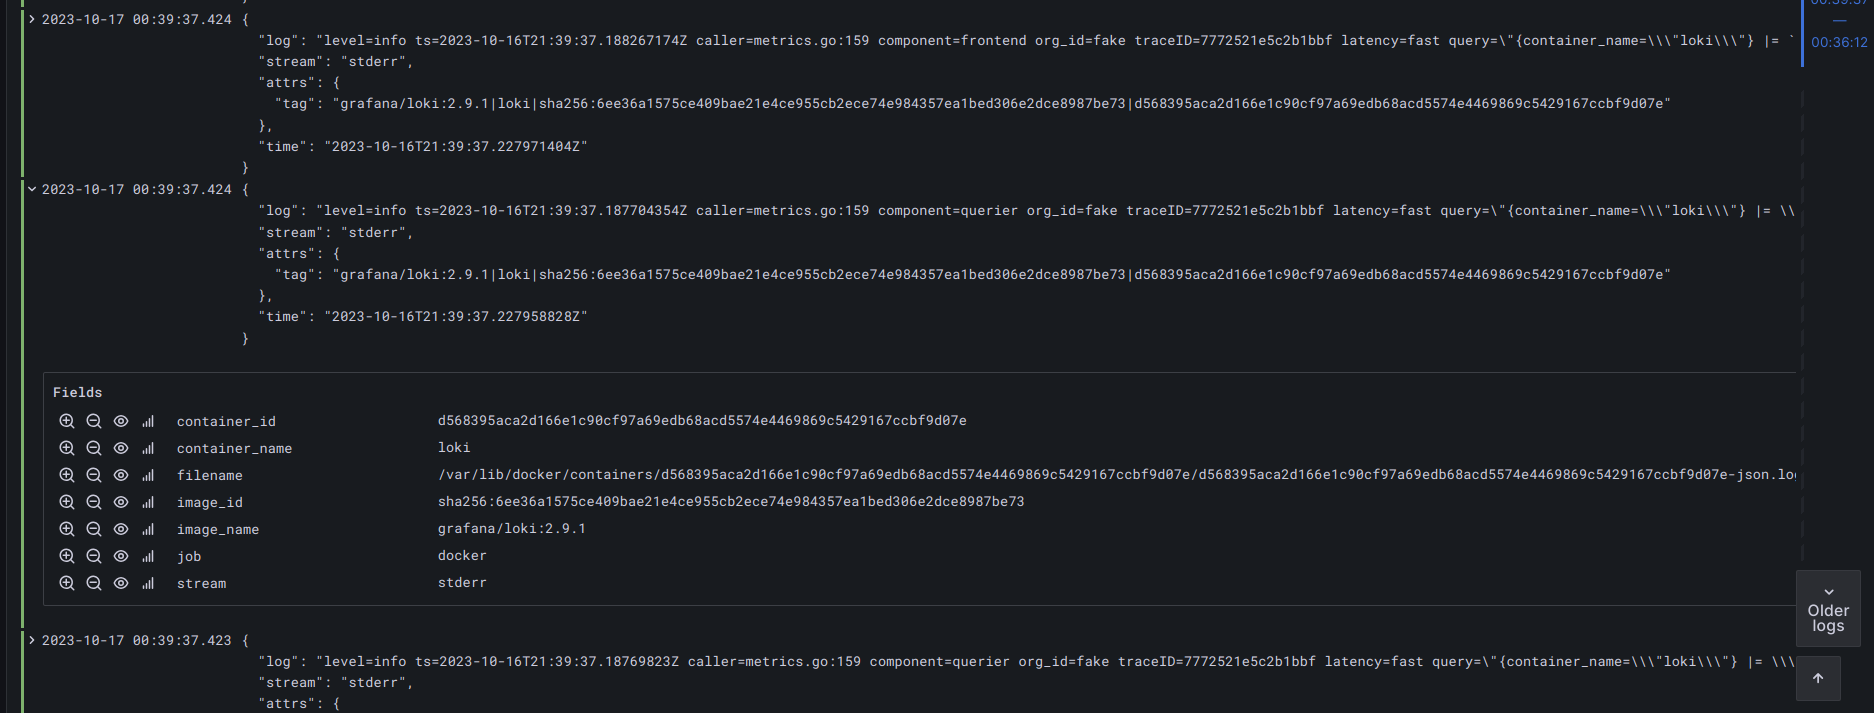 2023-10-17 00:39:37.424 {
"log": "level=info ts=2023-10-16T21:39:37.188267174Z caller=metrics.go:159 component=frontend org_id=fake traceID=7772521e5c2b1bbf latency=fast query=\"{container_name=\\\"loki\\\"} |= `
"stream": "stderr",
"attrs": {
"tag": "grafana/loki:2.9.1|loki|sha256:6ee36a1575ce409bae21e4ce955cb2ece74e984357ea1bed306e2dce8987be73|d568395aca2d166e1c90cf97a69edb68acd5574e4469869c5429167ccbf9d07e"
},
"time": "2023-10-16T21:39:37.227971404Z"
}
2023-10-17 00:39:37.424 {
"log": "level=info ts=2023-10-16T21:39:37.187704354Z caller=metrics.go:159 component=querier org_id=fake traceID=7772521e5c2b1bbf latency=fast query=\"{container_name=\\\"loki\\\"} |= \\
"stream": "stderr",
"attrs": {
"tag": "grafana/loki:2.9.1|loki|sha256:6ee36a1575ce409bae21e4ce955cb2ece74e984357ea1bed306e2dce8987be73|d568395aca2d166e1c90cf97a69edb68acd5574e4469869c5429167ccbf9d07e"
},
"time": "2023-10-16T21:39:37.227958828Z"
}
Fields
container_id d568395aca2d166e1c90cf97a69edb68acd5574e4469869c5429167ccbf9d07e
container_name loki
filename /var/lib/docker/containers/d568395aca2d166e1c90cf97a69edb68acd5574e4469869c5429167ccbf9d07e/d568395aca2d166e1c90cf97a69edb68acd5574e4469869c5429167ccbf9d07e-json.log
image_id sha256:6ee36a1575ce409bae21e4ce955cb2ece74e984357ea1bed306e2dce8987be73
image_name grafana/loki:2.9.1
job docker
stream stderr
2023-10-17 00:39:37.423 {
"log": "level=info ts=2023-10-16T21:39:37.18769823Z caller=metrics.go:159 component=querier org_id=fake traceID=7772521e5c2b1bbf latency=fast query=\"{container_name=\\\"loki\\\"} |= \\\
"stream": "stderr",
"attrs": {
00:39:37
—
00:36:12
Older
logs